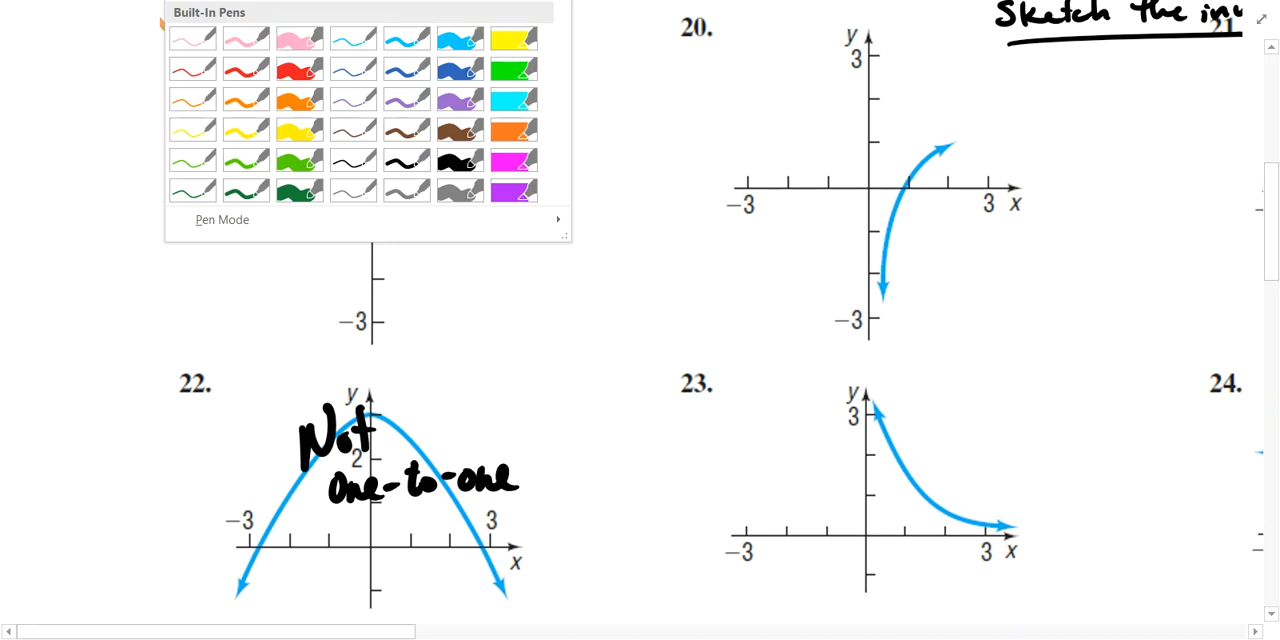 Built-In Pens
Pen Mode
Sketch the inv
20.
21
y
3
-3
3 x
-3
-3
22.
y
Not
2
one-to-one
-3
3
x
23.
y
3
-3
3 x
24.